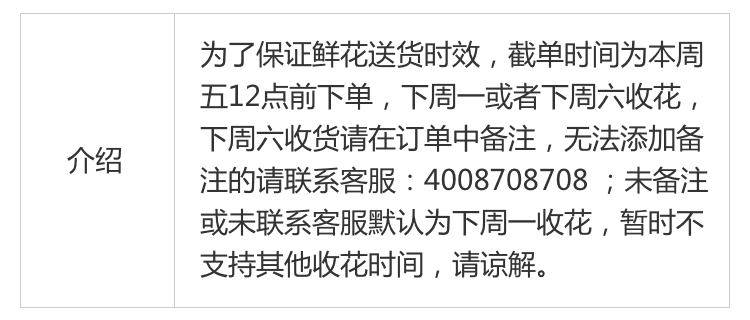 介绍
为了保证鲜花送货时效，截单时间为本周
五12点前下单，下周一或者下周六收花，
下周六收货请在订单中备注，无法添加备
注的请联系客服：4008708708 ；未备注
或未联系客服默认为下周一收花，暂时不
支持其他收花时间，请谅解。